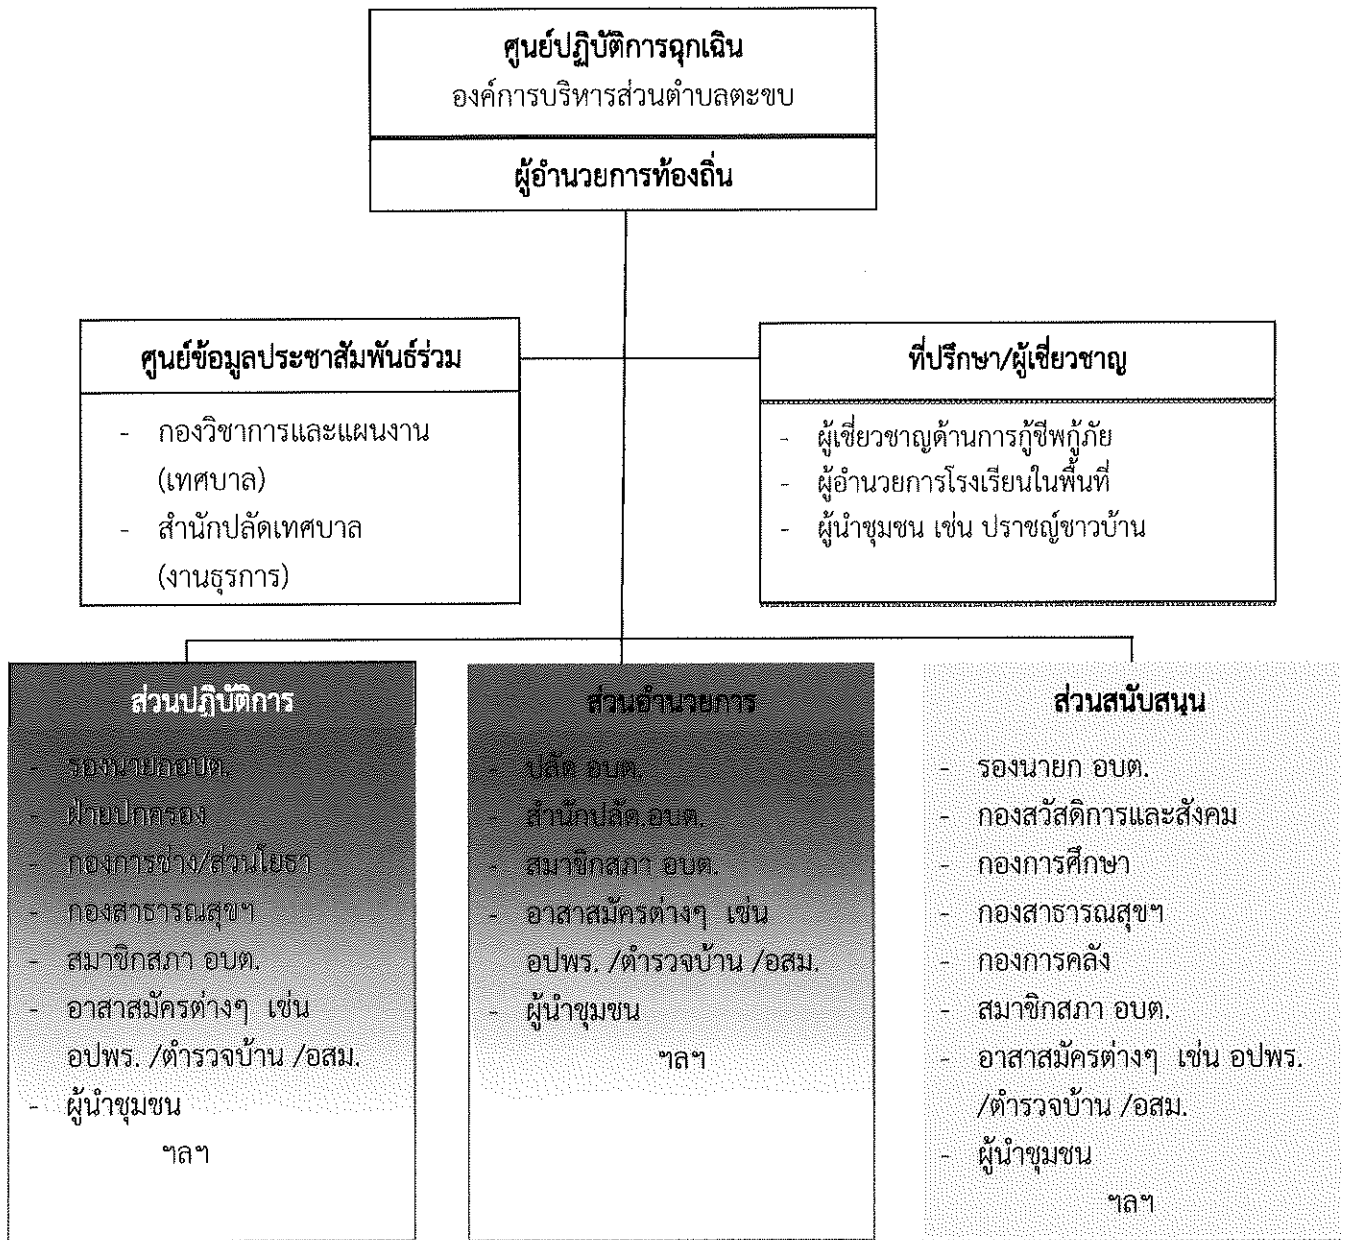 ศูนย์ปฏิบัติการฉุกเฉิน
องค์การบริหารส่วนตำบลตะขบ
ผู้อำนวยการท้องถิ่น
ศูนย์ข้อมูลประชาสัมพันธ์ร่วม
- กองวิชาการและแผนงาน
(เทศบาล)
- สำนักปลัดเทศบาล
(งานธุรการ)
ที่ปรึกษา/ผู้เชี่ยวชาญ
- ผู้เชี่ยวชาญด้านการกู้ชีพกู้ภัย
- ผู้อำนวยการโรงเรียนในพื้นที่
- ผู้นำชุมชน เช่น ปราชญ์ชาวบ้าน
ส่วนปฏิบัติการ
- รองนายกอบต.
- ฝ่ายปกครอง
- กองการช่าง/ส่วนโยธา
- กองสาธารณสุขฯ
- สมาชิกสภา อบต.
- อาสาสมัครต่างๆ เช่น
อปพร. /ตำรวจบ้าน /อสม.
- ผู้นำชุมชน
ฯลฯ
ส่วนอำนวยการ
- ปลัด อบต.
สำนักปลัด อบต.
- สมาชิกสภา อบต.
- อาสาสมัครต่างๆ เช่น
อปพร. /ตำรวจบ้าน /อสม.
- ผู้นำชุมชน
ฯลฯ
ส่วนสนับสนุน
- รองนายก อบต.
- กองสวัสดิการและสังคม
- กองการศึกษา
- กองสาธารณสุขฯ
- กองการคลัง
- สมาชิกสภา อบต.
- อาสาสมัครต่างๆ เช่น อปพร.
/ตำรวจบ้าน /อสม.
- ผู้นำชุมชน
ฯลฯ